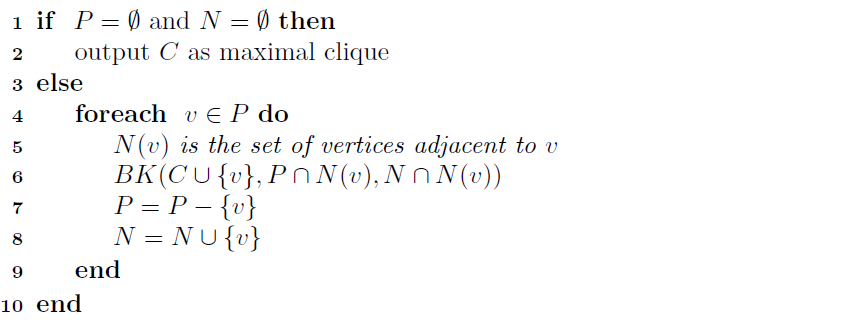 1 if P = ∅ and N = ∅ then
2 output C as maximal clique
3 else
4 foreach v ∈ P do
5 N(v) is the set of vertices adjacent to v
6 BK(C ∪ {v}, P ∩ N(v), N ∩ N(v))
7 P = P − {v}
8 N = N ∪ {v}
9 end
10 end